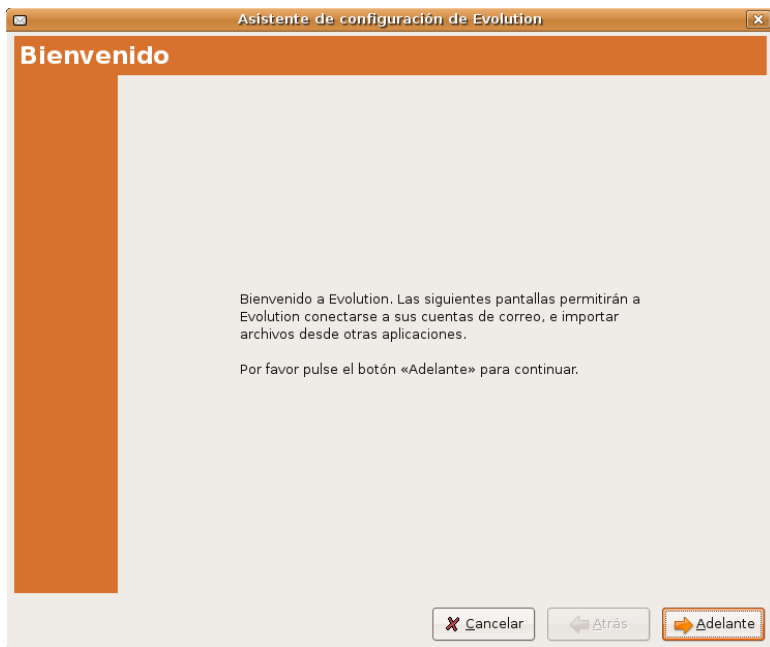 Asistente de configuración de Evolution
Bienvenido
Bienvenido a Evolution. Las siguientes pantallas permitirán a
Evolution conectarse a sus cuentas de correo, e importar
archivos desde otras aplicaciones.
Por favor pulse el botón «Adelante» para continuar.
Cancelar
Atrás
Adelante